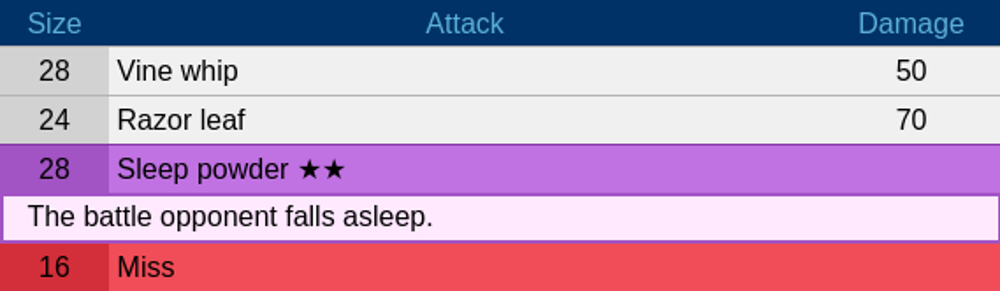 Size Attack Damage
28 Vine whip 50
24 Razor leaf 70
28 Sleep powder ★★
The battle opponent falls asleep.
16 Miss